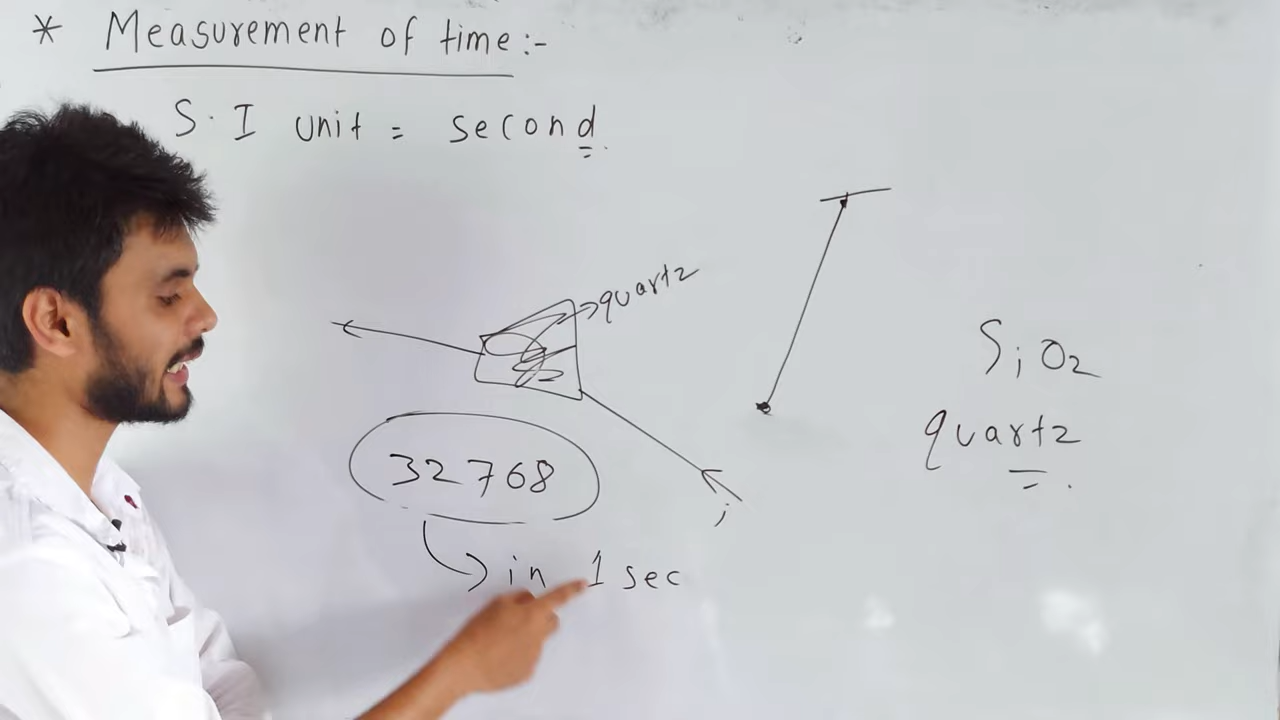 * Measurement of time:-
S.I unit = second
quartz
SiO2
quartz
32768
in 1 sec
i